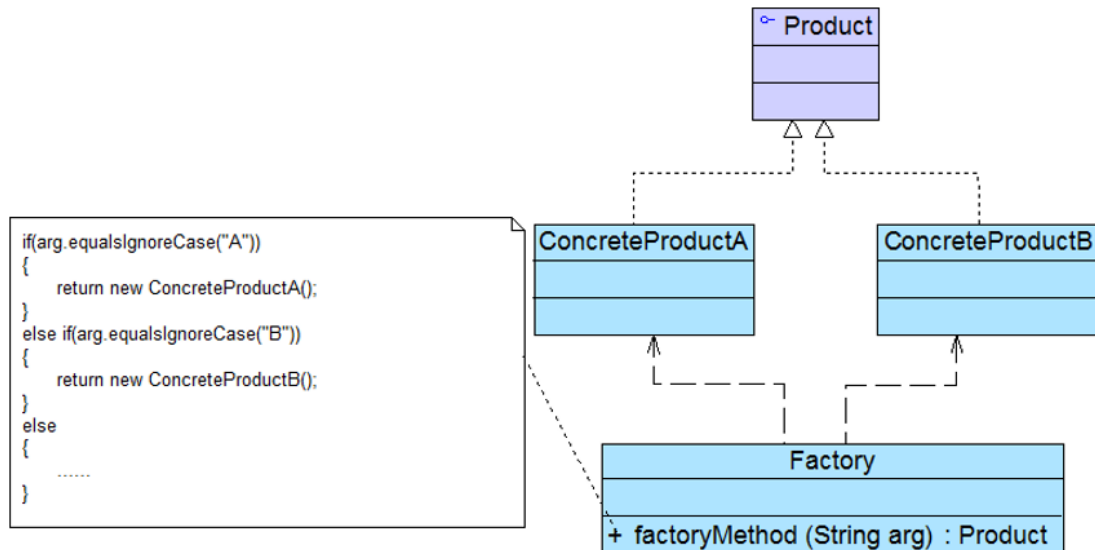 Product
ConcreteProductA
ConcreteProductB
if(arg.equalsIgnoreCase("A"))
{
return new ConcreteProductA();
}
else if(arg.equalsIgnoreCase("B"))
{
return new ConcreteProductB();
}
else
{
......
}
Factory
+ factoryMethod (String arg) : Product